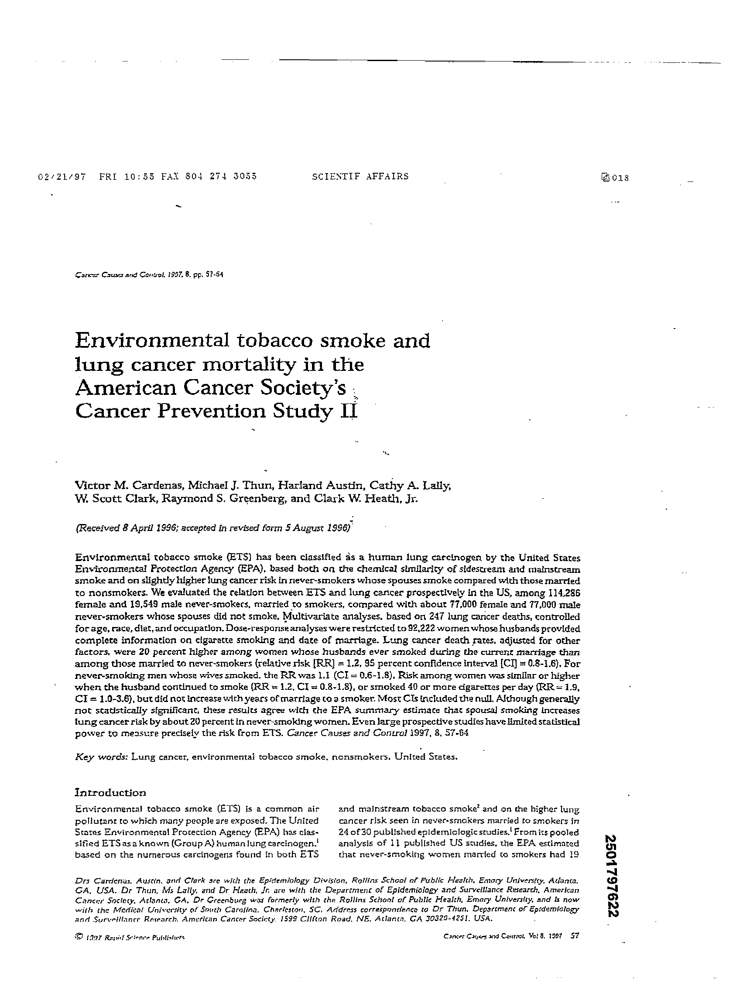 02/21/97 FRI 10:55 FAX 804 274 3055 SCIENTIF AFFAIRS 018
Cancer Causes and Control, 1997, 8, pp. 57-64
Environmental tobacco smoke and
lung cancer mortality in the
American Cancer Society's
Cancer Prevention Study II
Victor M. Cardenas, Michael J. Thun, Harland Austin, Cathy A. Lally,
W. Scott Clark, Raymond S. Greenberg, and Clark W. Heath, Jr.
(Received 8 April 1996; accepted in revised form 5 August 1996)
Environmental tobacco smoke (ETS) has been classified as a human lung carcinogen by the United States
Environmental Protection Agency (EPA), based both on the chemical similarity of sidestream and mainstream
smoke and on slightly higher lung cancer risk in never-smokers whose spouses smoke compared with those married
to nonsmokers. We evaluated the relation between ETS and lung cancer prospectively in the US, among 114,286
female and 19,549 male never-smokers, married to smokers, compared with about 77,000 female and 77,000 male
never-smokers whose spouses did not smoke. Multivariate analyses, based on 247 lung cancer deaths, controlled
for age, race, diet, and occupation. Dose-response analyses were restricted to 92,222 women whose husbands provided
complete information on cigarette smoking and date of marriage. Lung cancer death rates, adjusted for other
factors, were 20 percent higher among women whose husbands ever smoked during the current marriage than
among those married to never-smokers (relative risk [RR] = 1.2, 95 percent confidence interval [CI] = 0.8-1.6). For
never-smoking men whose wives smoked, the RR was 1.1 (CI = 0.6-1.8). Risk among women was similar or higher
when the husband continued to smoke (RR = 1.2, CI = 0.8-1.8), or smoked 40 or more cigarettes per day (RR = 1.9,
CI = 1.0-3.6), but did not increase with years of marriage to a smoker. Most CIs included the null. Although generally
not statistically significant, these results agree with the EPA summary estimate that spousal smoking increases
lung cancer risk by about 20 percent in never-smoking women. Even large prospective studies have limited statistical
power to measure precisely the risk from ETS. Cancer Causes and Control 1997, 8, 57-64
Key words: Lung cancer, environmental tobacco smoke, nonsmokers, United States.
Introduction
Environmental tobacco smoke (ETS) is a common air
pollutant to which many people are exposed. The United
States Environmental Protection Agency (EPA) has clas-
sified ETS as a known (Group A) human lung carcinogen,¹
based on the numerous carcinogens found in both ETS
and mainstream tobacco smoke² and on the higher lung
cancer risk seen in never-smokers married to smokers in
24 of 30 published epidemiologic studies.¹ From its pooled
analysis of 11 published US studies, the EPA estimated
that never-smoking women married to smokers had 19
Drs Cardenas, Austin, and Clark are with the Epidemiology Division, Rollins School of Public Health, Emory University, Atlanta,
GA, USA. Dr Thun, Ms Lally, and Dr Heath, Jr. are with the Department of Epidemiology and Surveillance Research, American
Cancer Society, Atlanta, GA. Dr Greenburg was formerly with the Rollins School of Public Health, Emory University, and is now
with the Medical University of South Carolina, Charleston, SC. Address correspondence to Dr Thun, Department of Epidemiology
and Surveillance Research, American Cancer Society, 1599 Clifton Road, NE, Atlanta, GA 30329-4251, USA.
© 1997 Rapid Science Publishers
Cancer Causes and Control. Vol 8. 1997 57
2501797622